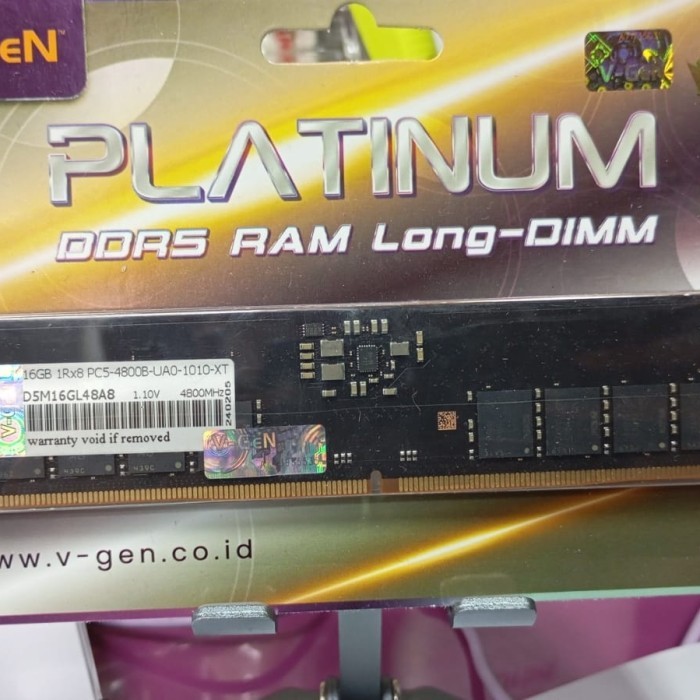 eN
V-GeN
PLATINUM
DDR5 RAM Long-DIMM
16GB 1Rx8 PC5-4800B-UA0-1010-XT
D5M16GL48A8 1.10V 4800MHz
240205
warranty void if removed
V-GeN
ww.v-gen.co.id